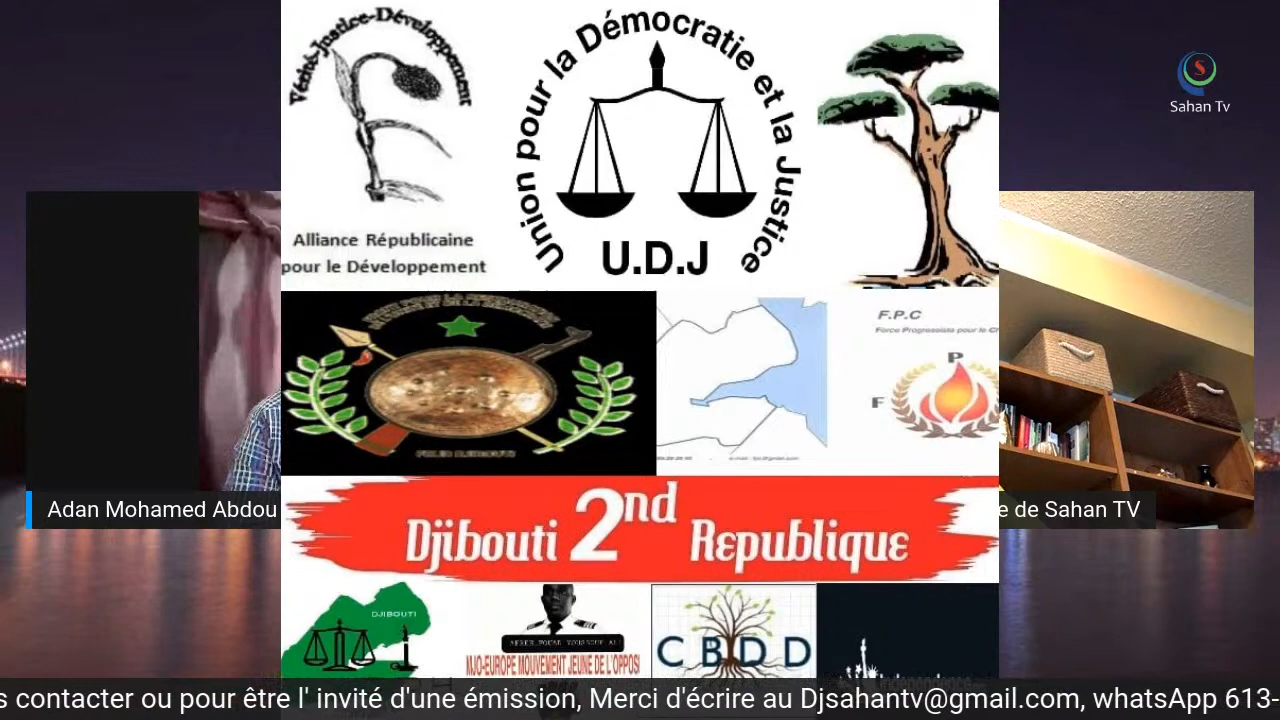 Vérité-Justice-Développement
Alliance Républicaine
pour le Développement
Union pour la Démocratie et la Justice
U.D.J
Sahan Tv
F.P.C
Force Progressiste pour le
P
F
Adan Mohamed Abdou
e de Sahan TV
Djibouti 2nd Republique
DJIBOUTI
MJO-EUROPE MOUVEMENT JEUNE DE L'OPPOSI
CBDD
s contacter ou pour être l' invité d'une émission, Merci d'écrire au Djsahantv@gmail.com, whatsApp 613-